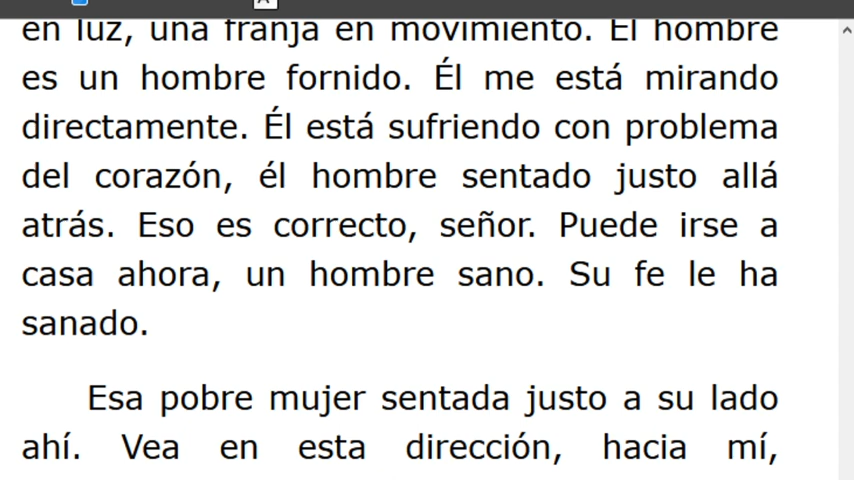 en luz, una franja en movimiento. El hombre
es un hombre fornido. Él me está mirando
directamente. Él está sufriendo con problema
del corazón, él hombre sentado justo allá
atrás. Eso es correcto, señor. Puede irse a
casa ahora, un hombre sano. Su fe le ha
sanado.
Esa pobre mujer sentada justo a su lado
ahí. Vea en esta dirección, hacia mí,